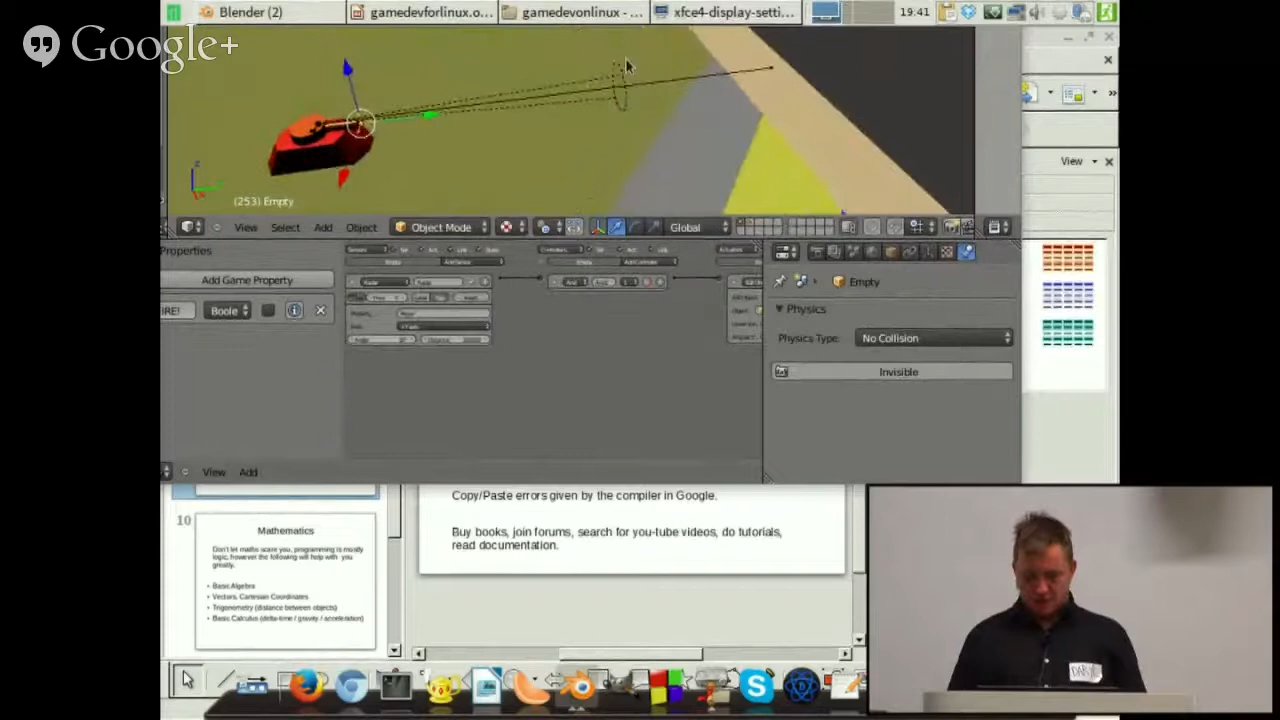 Google+
Blender (2)
gamedevforlinux.o...
gamedevonlinux - ...
xfce4-display-setti...
19:41
(253) Empty
View
Select
Add
Object
Object Mode
Global
View
Properties
Add Game Property
IRE!
Boole
Empty
Physics
Physics Type:
No Collision
Invisible
View
Add
10
Mathematics
Don't let maths scare you, programming is mostly
logic, however the following will help with you
greatly.
• Basic Algebra
• Vectors, Cartesian Coordinates
• Trigonometry (distance between objects)
• Basic Calculus (delta-time / gravity / acceleration)
Copy/Paste errors given by the compiler in Google.
Buy books, join forums, search for you-tube videos, do tutorials,
read documentation.